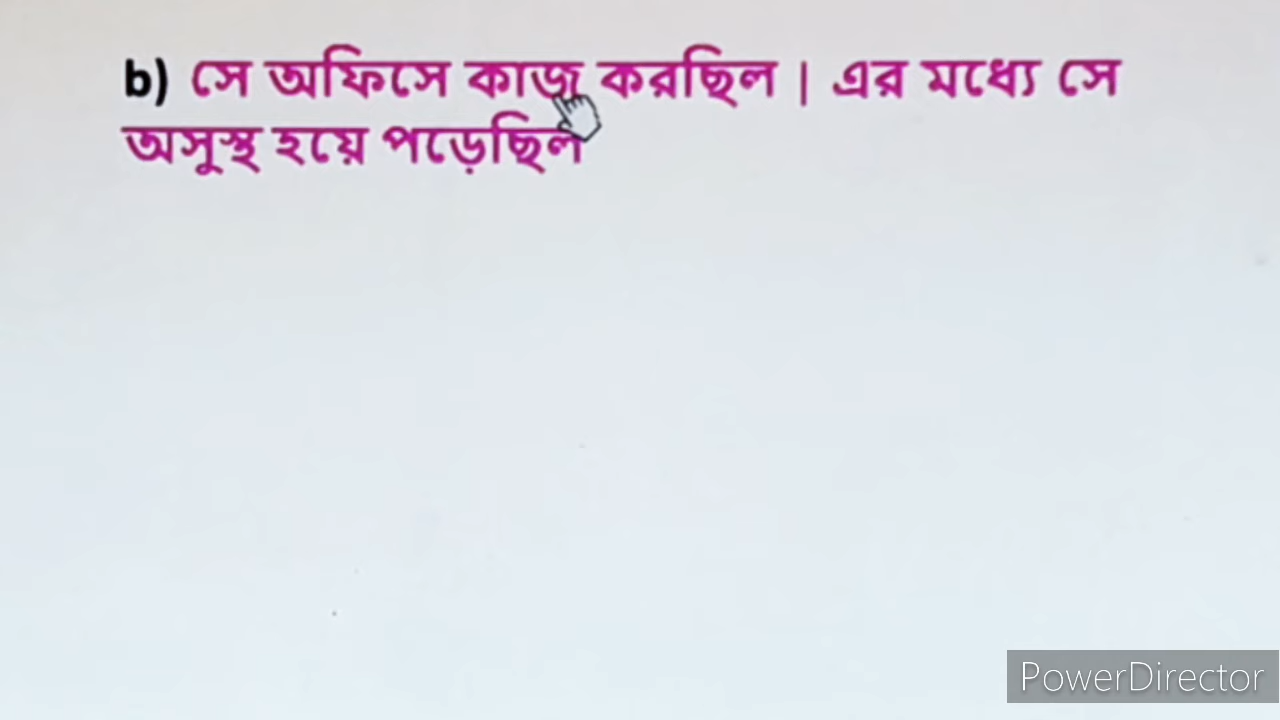 b) সে অফিসে কাজ করছিল | এর মধ্যে সে
অসুস্থ হয়ে পড়েছিল
PowerDirector